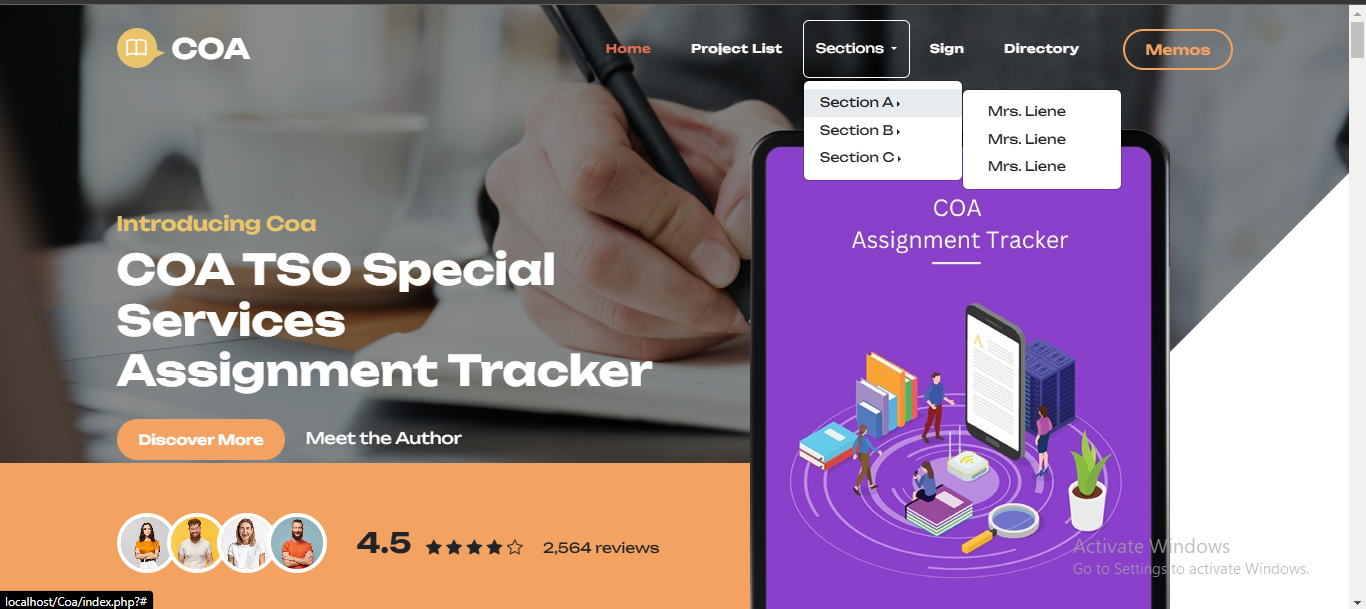 COA
Home
Project List
Sections
Sign
Directory
Memos
Section A
Section B
Section C
Mrs. Liene
Mrs. Liene
Mrs. Liene
Introducing Coa
COA TSO Special
Services
Assignment Tracker
Discover More
Meet the Author
COA
Assignment Tracker
A
4.5
2,564 reviews
Activate Windows
Go to Settings to activate Windows.
localhost/Coa/index.php?#